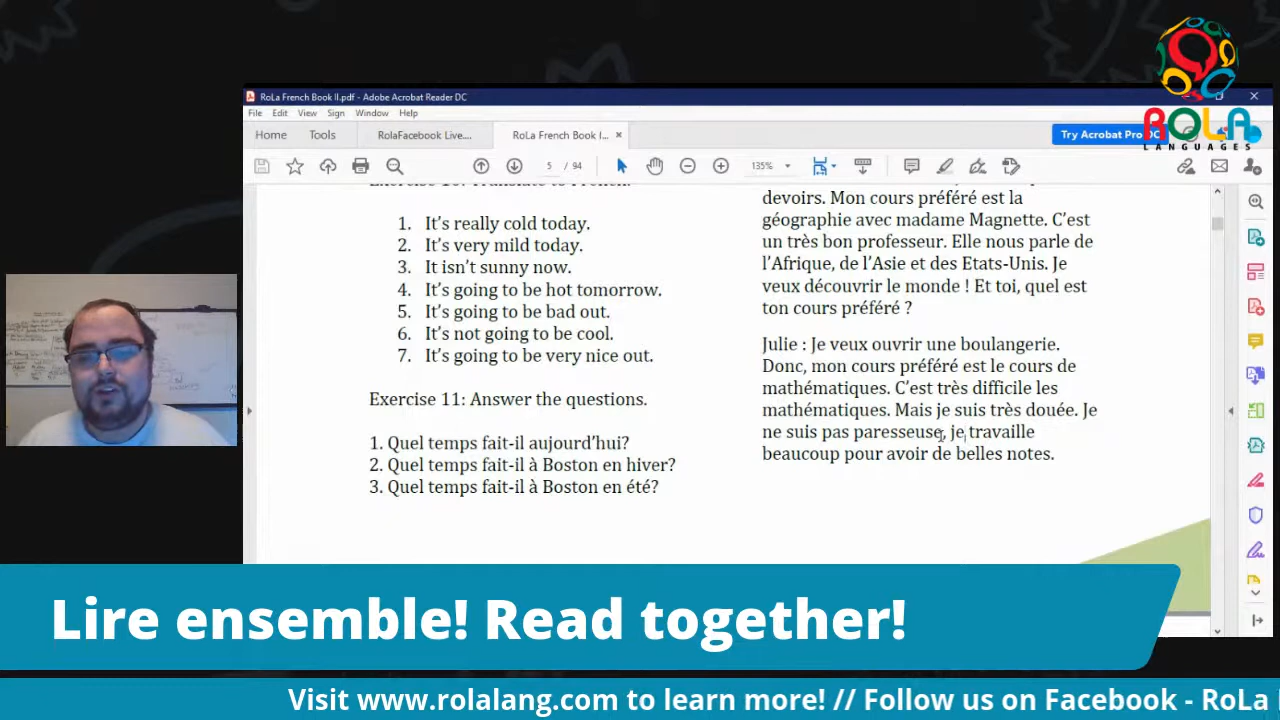 RoLa French Book II.pdf - Adobe Acrobat Reader DC
File Edit View Sign Window Help
Home Tools RolaFacebook Live... RoLa French Book I... ×
Try Acrobat Pro DC
ROLA
LANGUAGES
5 / 94 135%
Exercise 10: Translate to French.
1. It's really cold today.
2. It's very mild today.
3. It isn't sunny now.
4. It's going to be hot tomorrow.
5. It's going to be bad out.
6. It's not going to be cool.
7. It's going to be very nice out.
Exercise 11: Answer the questions.
1. Quel temps fait-il aujourd'hui?
2. Quel temps fait-il à Boston en hiver?
3. Quel temps fait-il à Boston en été?
devoirs. Mon cours préféré est la
géographie avec madame Magnette. C'est
un très bon professeur. Elle nous parle de
l'Afrique, de l'Asie et des Etats-Unis. Je
veux découvrir le monde ! Et toi, quel est
ton cours préféré ?
Julie : Je veux ouvrir une boulangerie.
Donc, mon cours préféré est le cours de
mathématiques. C'est très difficile les
mathématiques. Mais je suis très douée. Je
ne suis pas paresseuse, je travaille
beaucoup pour avoir de belles notes.
Lire ensemble! Read together!
Visit www.rolalang.com to learn more! // Follow us on Facebook - RoLa